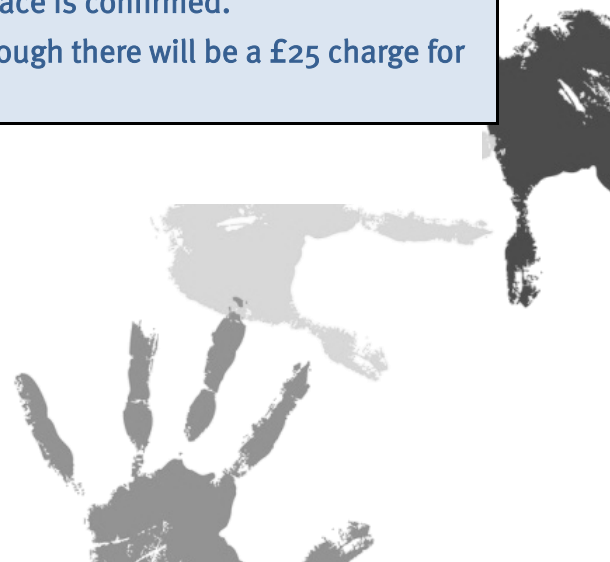 ace is confirmed.
ough there will be a £25 charge for